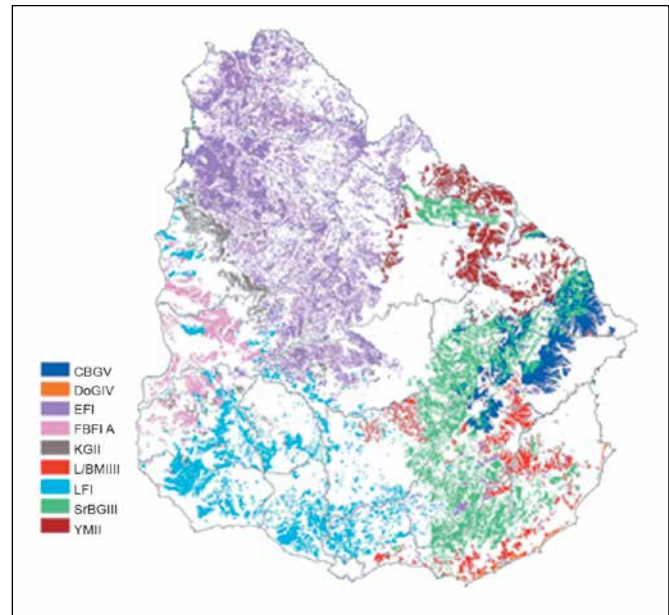 CBGV
DoGIV
EFI
FBFI A
KGII
L/BMIIII
LFI
SrBGIII
YMII